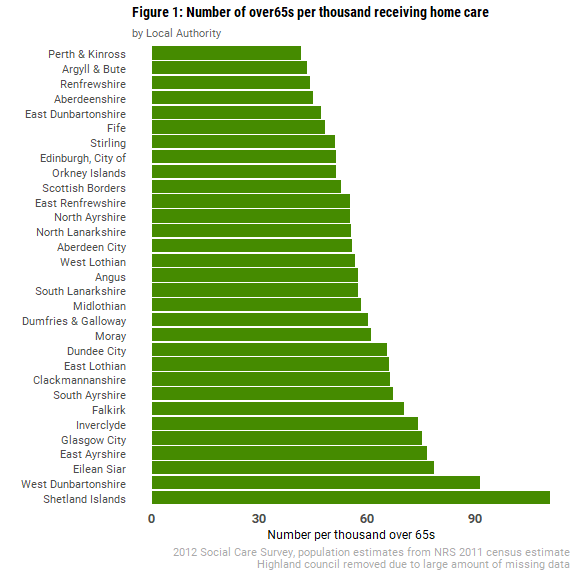 Figure 1: Number of over65s per thousand receiving home care
by Local Authority
Perth & Kinross
Argyll & Bute
Renfrewshire
Aberdeenshire
East Dunbartonshire
Fife
Stirling
Edinburgh, City of
Orkney Islands
Scottish Borders
East Renfrewshire
North Ayrshire
North Lanarkshire
Aberdeen City
West Lothian
Angus
South Lanarkshire
Midlothian
Dumfries & Galloway
Moray
Dundee City
East Lothian
Clackmannanshire
South Ayrshire
Falkirk
Inverclyde
Glasgow City
East Ayrshire
Eilean Siar
West Dunbartonshire
Shetland Islands
0 30 60 90
Number per thousand over 65s
2012 Social Care Survey, population estimates from NRS 2011 census estimate
Highland council removed due to large amount of missing data